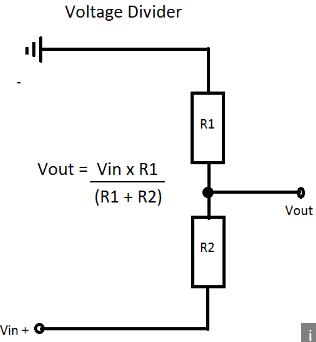 Voltage Divider
R1
Vout = Vin x R1
(R1 + R2)
Vout
R2
Vin +
i